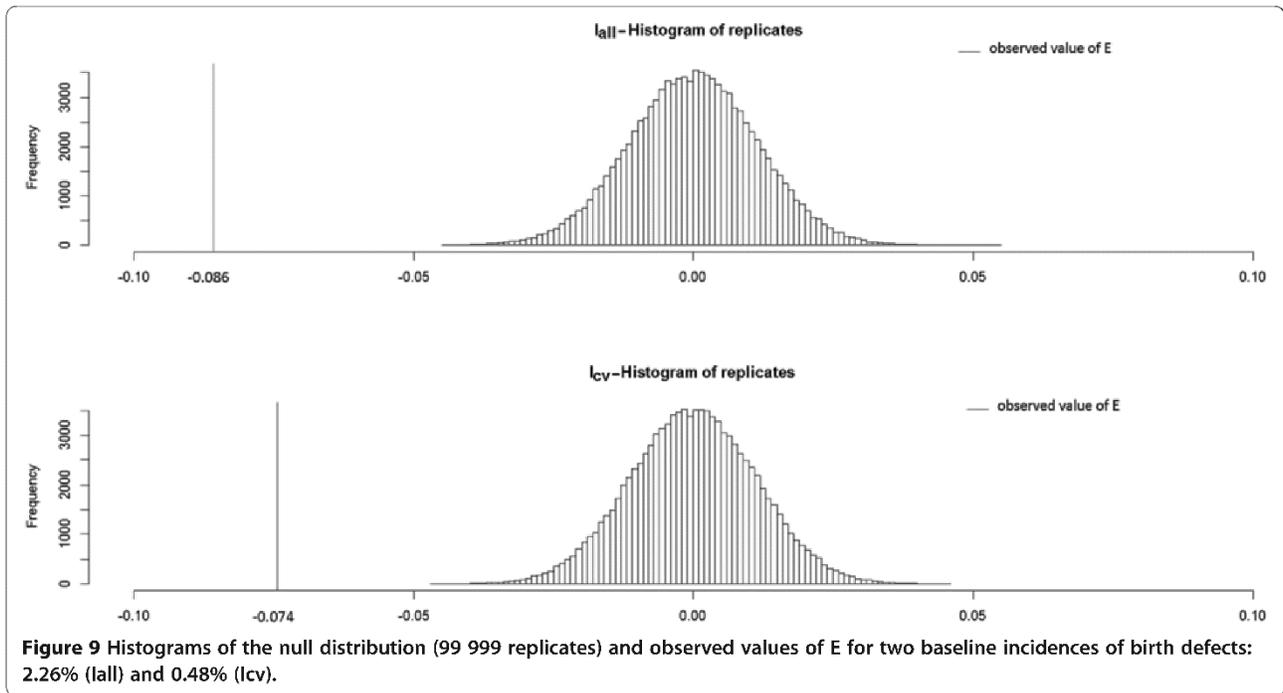 Iall−Histogram of replicates
observed value of E
Frequency
0 1000 2000 3000
-0.10 -0.086 -0.05 0.00 0.05 0.10
Icv−Histogram of replicates
observed value of E
Frequency
0 1000 2000 3000
-0.10 -0.074 -0.05 0.00 0.05 0.10
Figure 9 Histograms of the null distribution (99 999 replicates) and observed values of E for two baseline incidences of birth defects:
2.26% (Iall) and 0.48% (Icv).